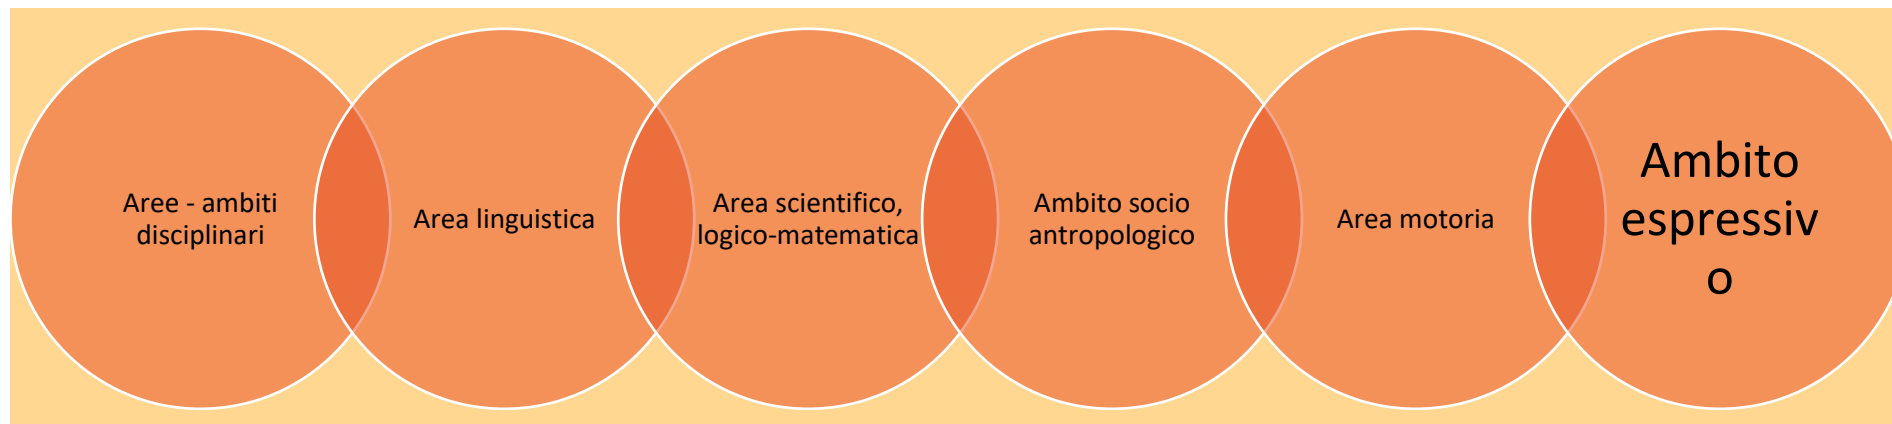 Aree - ambiti
disciplinari
Area linguistica
Area scientifico,
logico-matematica
Ambito socio
antropologico
Area motoria
Ambito
espressiv
o